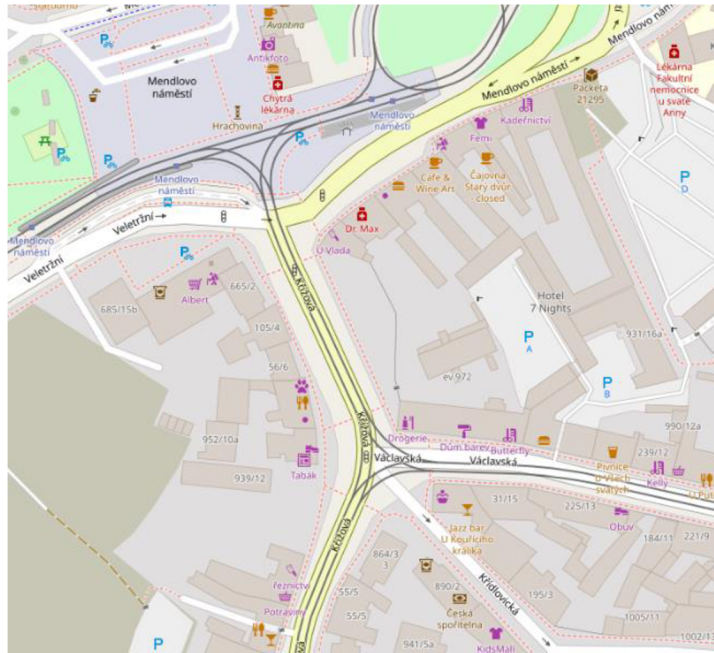 Avantina
Antikfoto
Mendlovo
náměstí
Chytrá
lékárna
Hrachovina
Mendlovo
náměstí
Mendlovo náměstí
Mendlovo n
Packeta
21295
Lékárna
Fakultní
nemocnice
u svaté
Anny
Kadeřnictví
Femi
Cafe &
Wine Ars
Čajovna
Starý dvůr
- closed
Dr. Max
U Vlada
Mendlovo
náměstí
Mendlovo
náměstí
Veletržní
Veletržní
P
D
Albert
685/15b
665/2
105/4
56/6
Křížová
Hotel
7 Nights
P
A
931/16a
P
B
ev.972
952/10a
939/12
Tabák
Křížová
Drogerie
Dům barev
Butterfly
Václavská
Václavská
990/12a
239/12
Pivnice
u Všech
svatých
Kelly
U Pu
31/15
225/13
Obuv
184/11
221/9
Jazz bar
U Kouřícího
králíka
Křížová
864/3
3
890/2
Křídlovická
195/3
Řeznictví
Potraviny
55/5
55/5
Česká
spořitelna
1005/11
1002/13
941/5a
KidsMall
P
ová